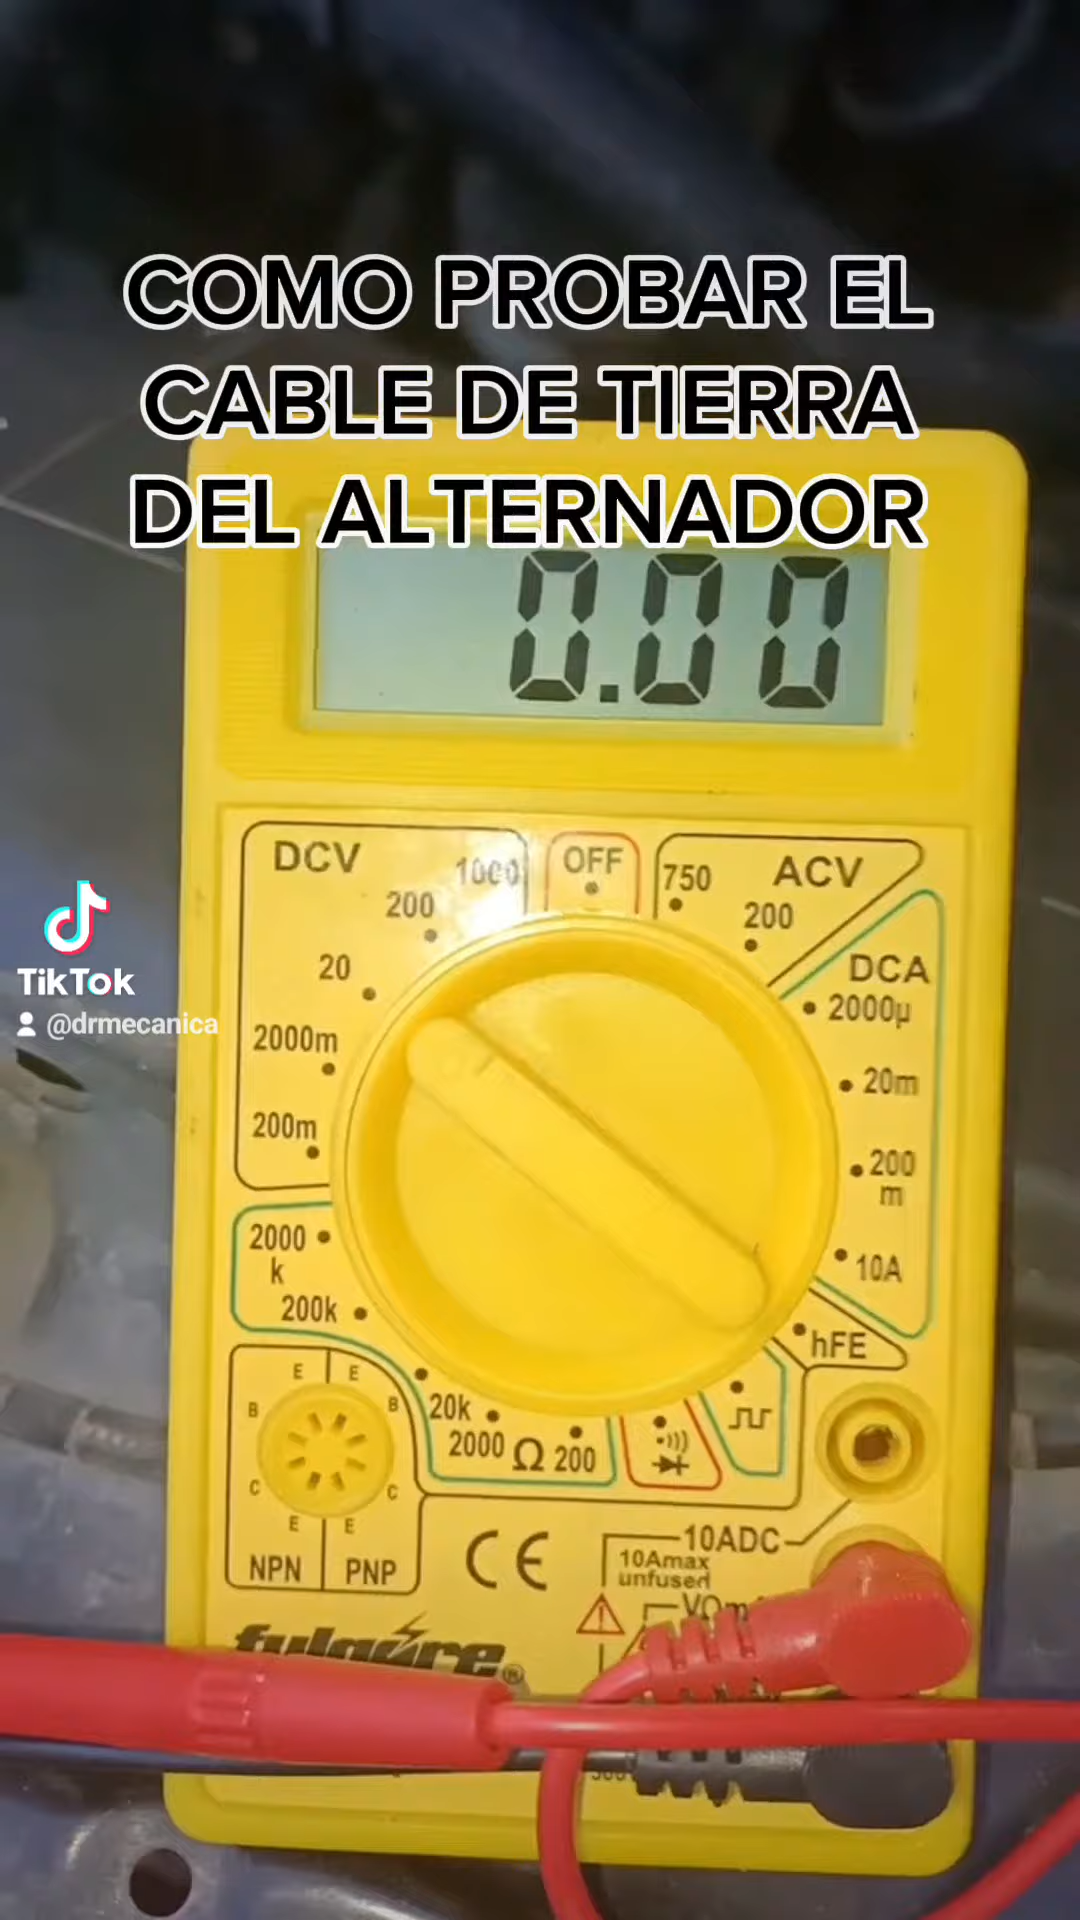 COMO PROBAR EL
CABLE DE TIERRA
DEL ALTERNADOR
0.00
DCV
1000
OFF
750
ACV
200
200
20
DCA
2000µ
TikTok
@drmecanica
2000m
20m
200m
200
m
2000
k
10A
200k
hFE
E E
B B
20k
2000 Ω 200
C C
E E
NPN PNP
CE
10ADC
10Amax
unfused
fulgore®